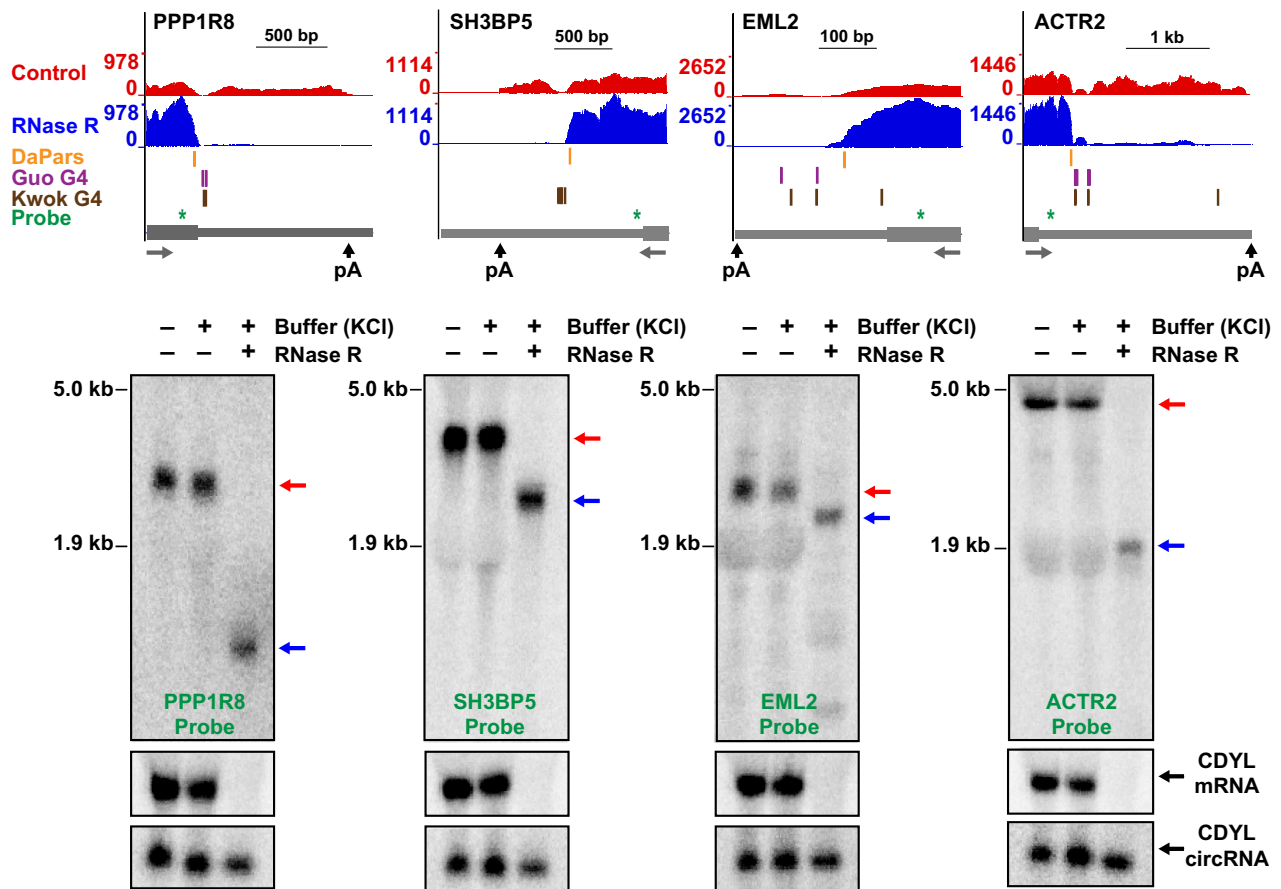 PPP1R8
SH3BP5
EML2
ACTR2
500 bp
500 bp
100 bp
1 kb
Control
978
0
1114
0
2652
0
1446
0
RNase R
978
0
1114
0
2652
0
1446
0
DaPars
Guo G4
Kwok G4
Probe
*
*
*
*
pA
pA
pA
pA
– + + Buffer (KCl)
– – + RNase R
– + + Buffer (KCl)
– – + RNase R
– + + Buffer (KCl)
– – + RNase R
– + + Buffer (KCl)
– – + RNase R
5.0 kb
5.0 kb
5.0 kb
5.0 kb
1.9 kb
1.9 kb
1.9 kb
1.9 kb
PPP1R8
Probe
SH3BP5
Probe
EML2
Probe
ACTR2
Probe
CDYL
mRNA
CDYL
circRNA